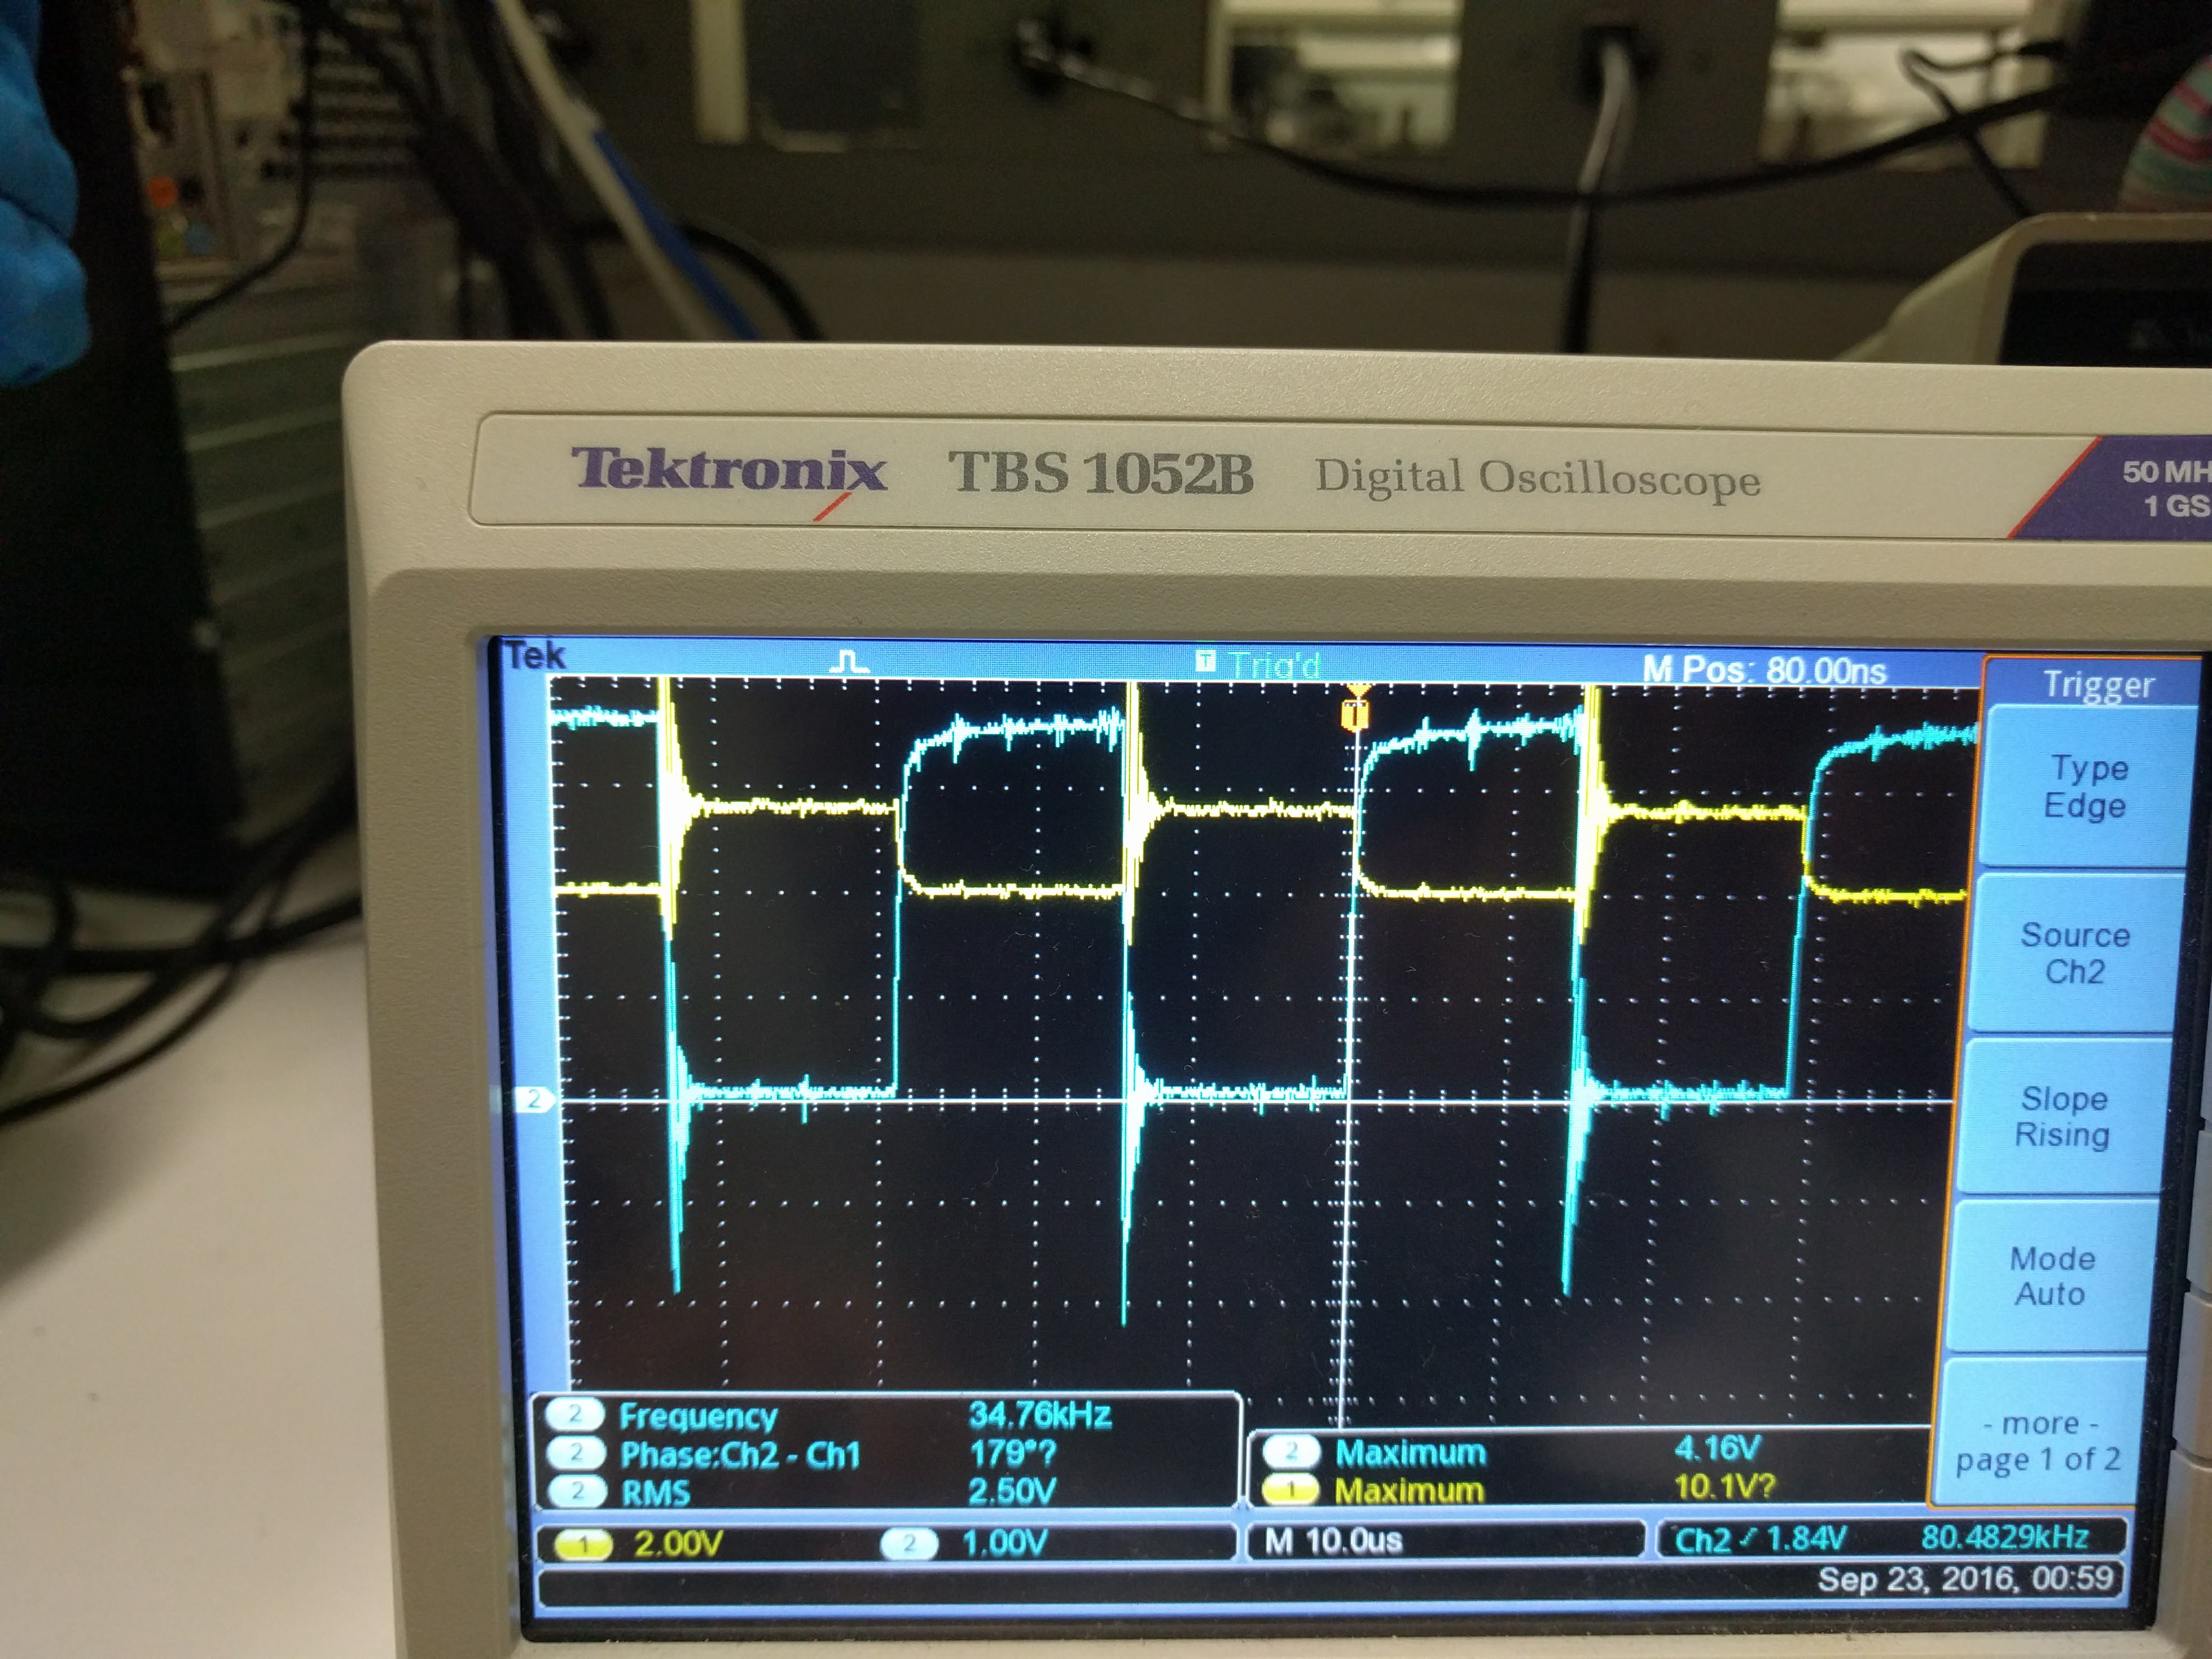 Tektronix TBS 1052B Digital Oscilloscope
50 MH
1 GS
Tek
T Trig'd
M Pos: 80.00ns
Trigger
Type
Edge
Source
Ch2
Slope
Rising
Mode
Auto
- more -
page 1 of 2
T
2
2 Frequency 34.76kHz
2 Phase:Ch2 - Ch1 179°?
2 RMS 2.50V
2 Maximum 4.16V
1 Maximum 10.1V?
1 2.00V 2 1.00V M 10.0us Ch2 / 1.84V 80.4829kHz
Sep 23, 2016, 00:59